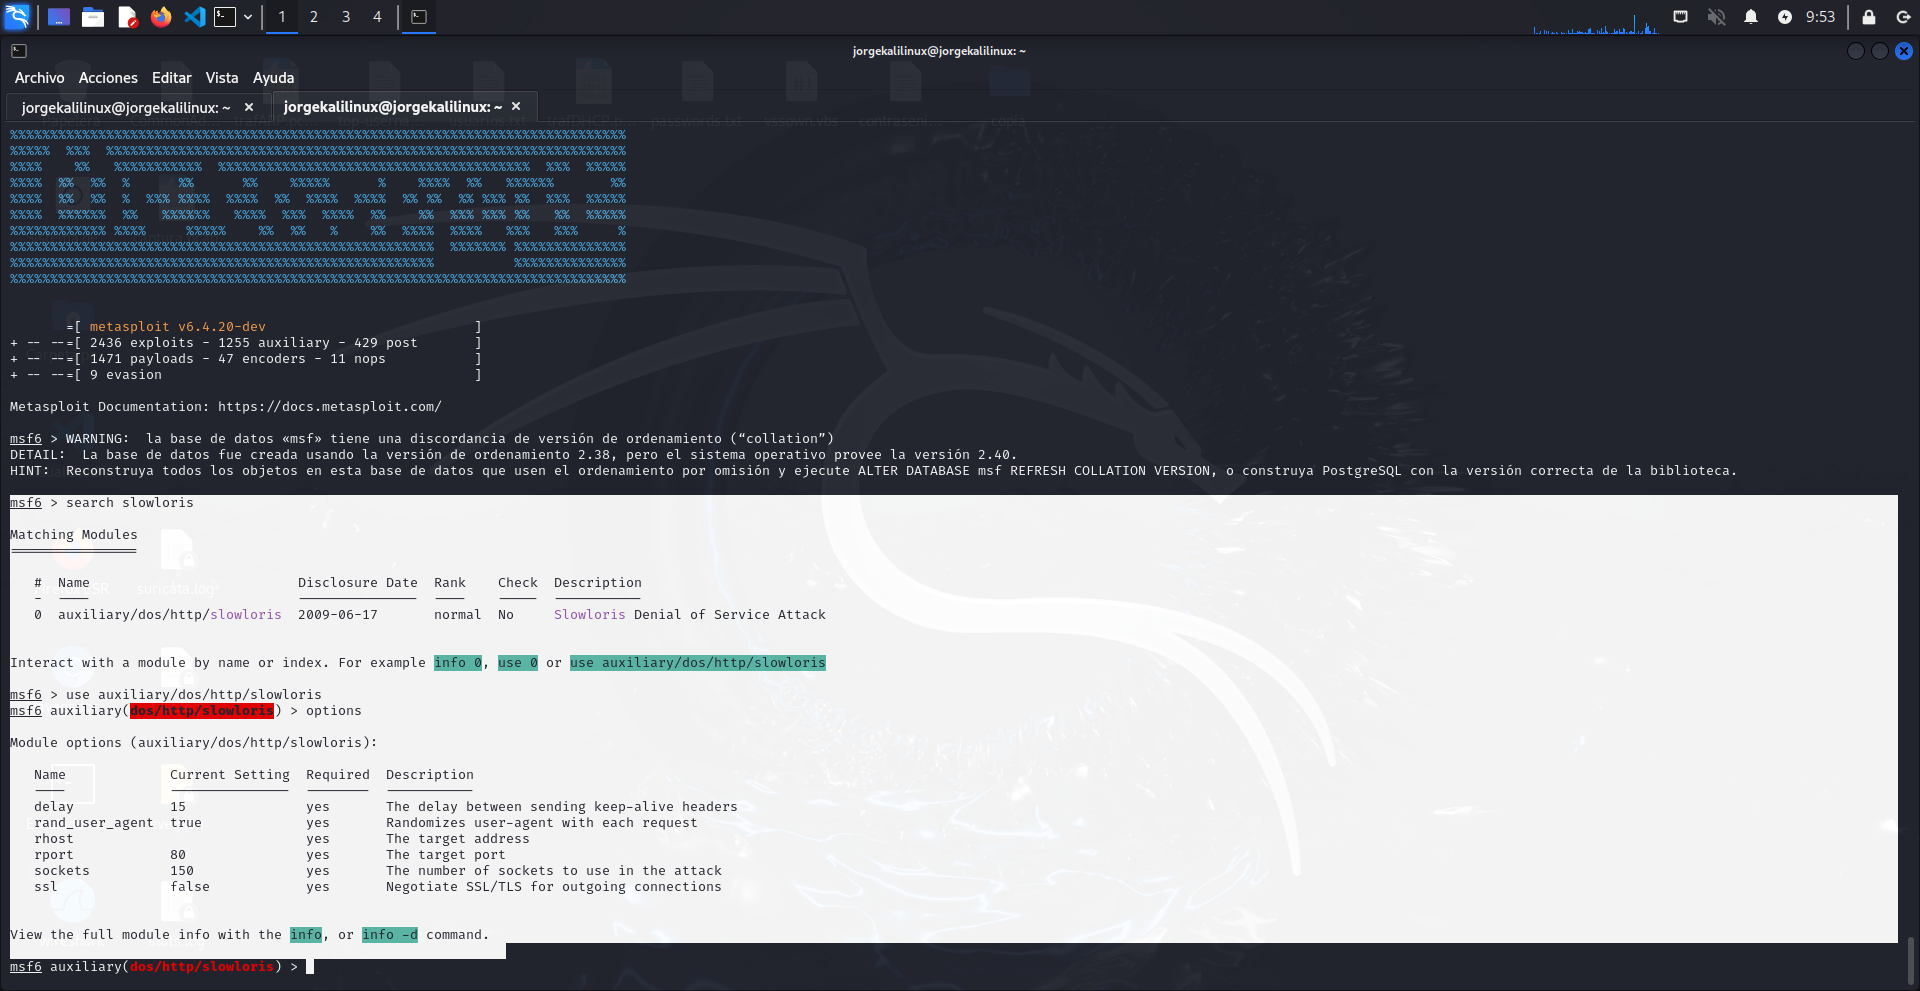 1 2 3 4 9:53
jorgekalilinux@jorgekalilinux: ~
Archivo Acciones Editar Vista Ayuda
jorgekalilinux@jorgekalilinux: ~ × jorgekalilinux@jorgekalilinux: ~ ×
=[ metasploit v6.4.20-dev ]
+ -- --=[ 2436 exploits - 1255 auxiliary - 429 post ]
+ -- --=[ 1471 payloads - 47 encoders - 11 nops ]
+ -- --=[ 9 evasion ]
Metasploit Documentation: https://docs.metasploit.com/
msf6 > WARNING:  la base de datos «msf» tiene una discordancia de versión de ordenamiento (“collation”)
DETAIL:  La base de datos fue creada usando la versión de ordenamiento 2.38, pero el sistema operativo provee la versión 2.40.
HINT:  Reconstruya todos los objetos en esta base de datos que usen el ordenamiento por omisión y ejecute ALTER DATABASE msf REFRESH COLLATION VERSION, o construya PostgreSQL con la versión correcta de la biblioteca.
msf6 > search slowloris
Matching Modules
================
#  Name                          Disclosure Date  Rank    Check  Description
-  ----                          ---------------  ----    -----  -----------
0  auxiliary/dos/http/slowloris  2009-06-17       normal  No     Slowloris Denial of Service Attack
Interact with a module by name or index. For example info 0, use 0 or use auxiliary/dos/http/slowloris
msf6 > use auxiliary/dos/http/slowloris
msf6 auxiliary(dos/http/slowloris) > options
Module options (auxiliary/dos/http/slowloris):
Name             Current Setting  Required  Description
----             ---------------  --------  -----------
delay            15               yes       The delay between sending keep-alive headers
rand_user_agent  true             yes       Randomizes user-agent with each request
rhost                             yes       The target address
rport            80               yes       The target port
sockets          150              yes       The number of sockets to use in the attack
ssl              false            yes       Negotiate SSL/TLS for outgoing connections
View the full module info with the info, or info -d command.
msf6 auxiliary(dos/http/slowloris) >